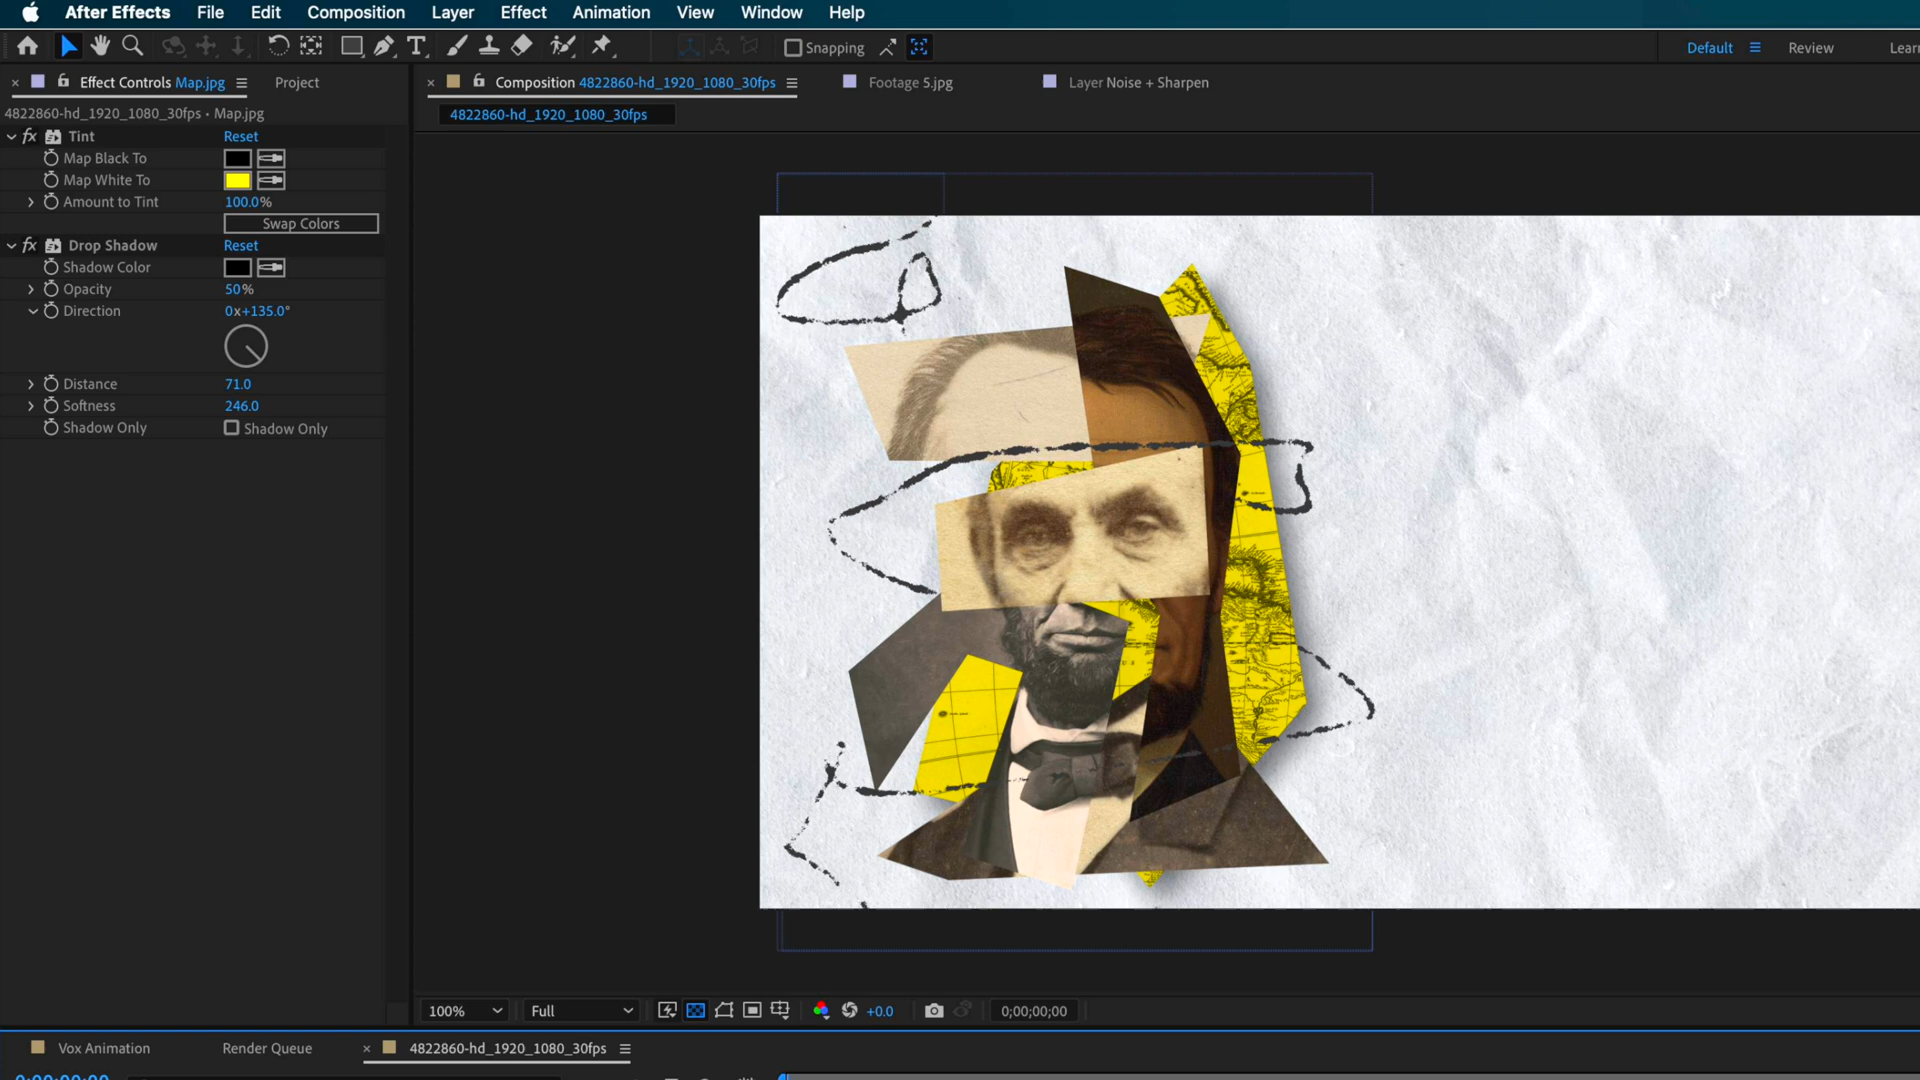 After Effects File Edit Composition Layer Effect Animation View Window Help
Snapping Default Review Lear
Effect Controls Map.jpg Project Composition 4822860-hd_1920_1080_30fps Footage 5.jpg Layer Noise + Sharpen
4822860-hd_1920_1080_30fps • Map.jpg 4822860-hd_1920_1080_30fps
fx Tint Reset
Map Black To
Map White To
Amount to Tint 100.0%
Swap Colors
fx Drop Shadow Reset
Shadow Color
Opacity 50%
Direction 0x+135.0°
Distance 71.0
Softness 246.0
Shadow Only Shadow Only
100% Full +0.0 0;00;00;00
Vox Animation Render Queue 4822860-hd_1920_1080_30fps